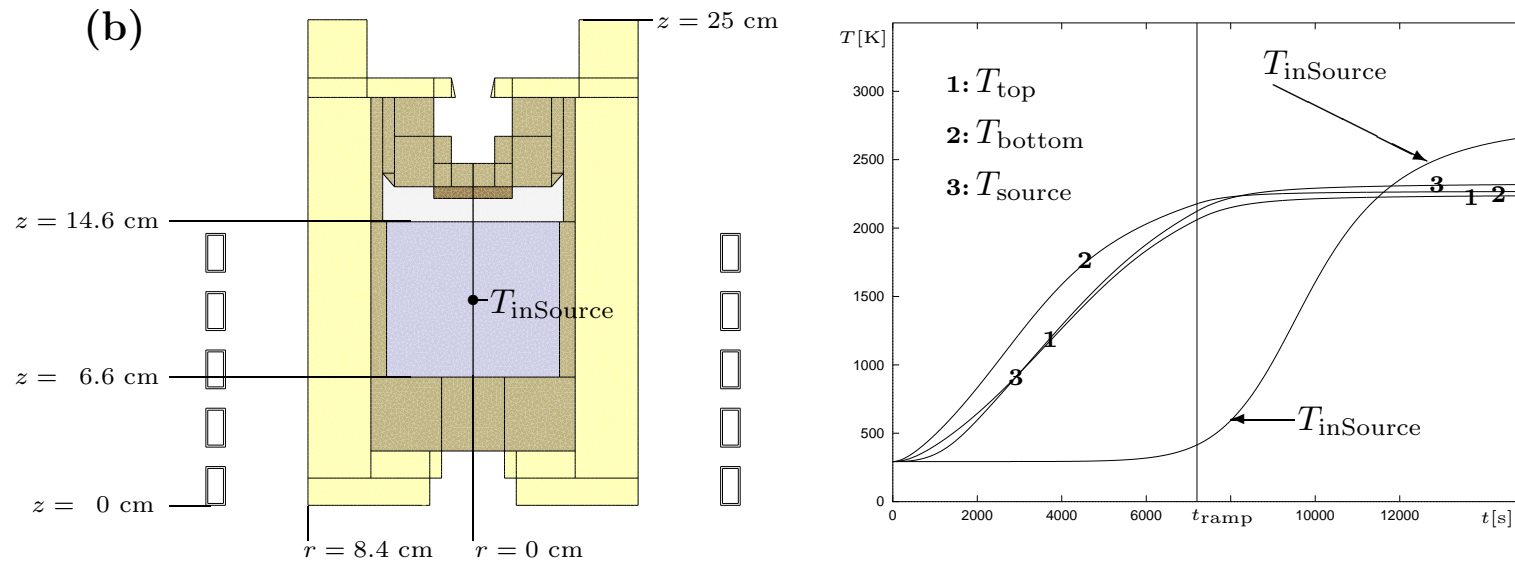 (b)
z = 25 cm
z = 14.6 cm
T_inSource
z = 6.6 cm
z = 0 cm
r = 8.4 cm
r = 0 cm
T[K]
3000
2500
2000
1500
1000
500
0
1: T_top
2: T_bottom
3: T_source
T_inSource
3
1
2
2
1
3
T_inSource
0
2000
4000
6000
t_ramp
10000
12000
t[s]